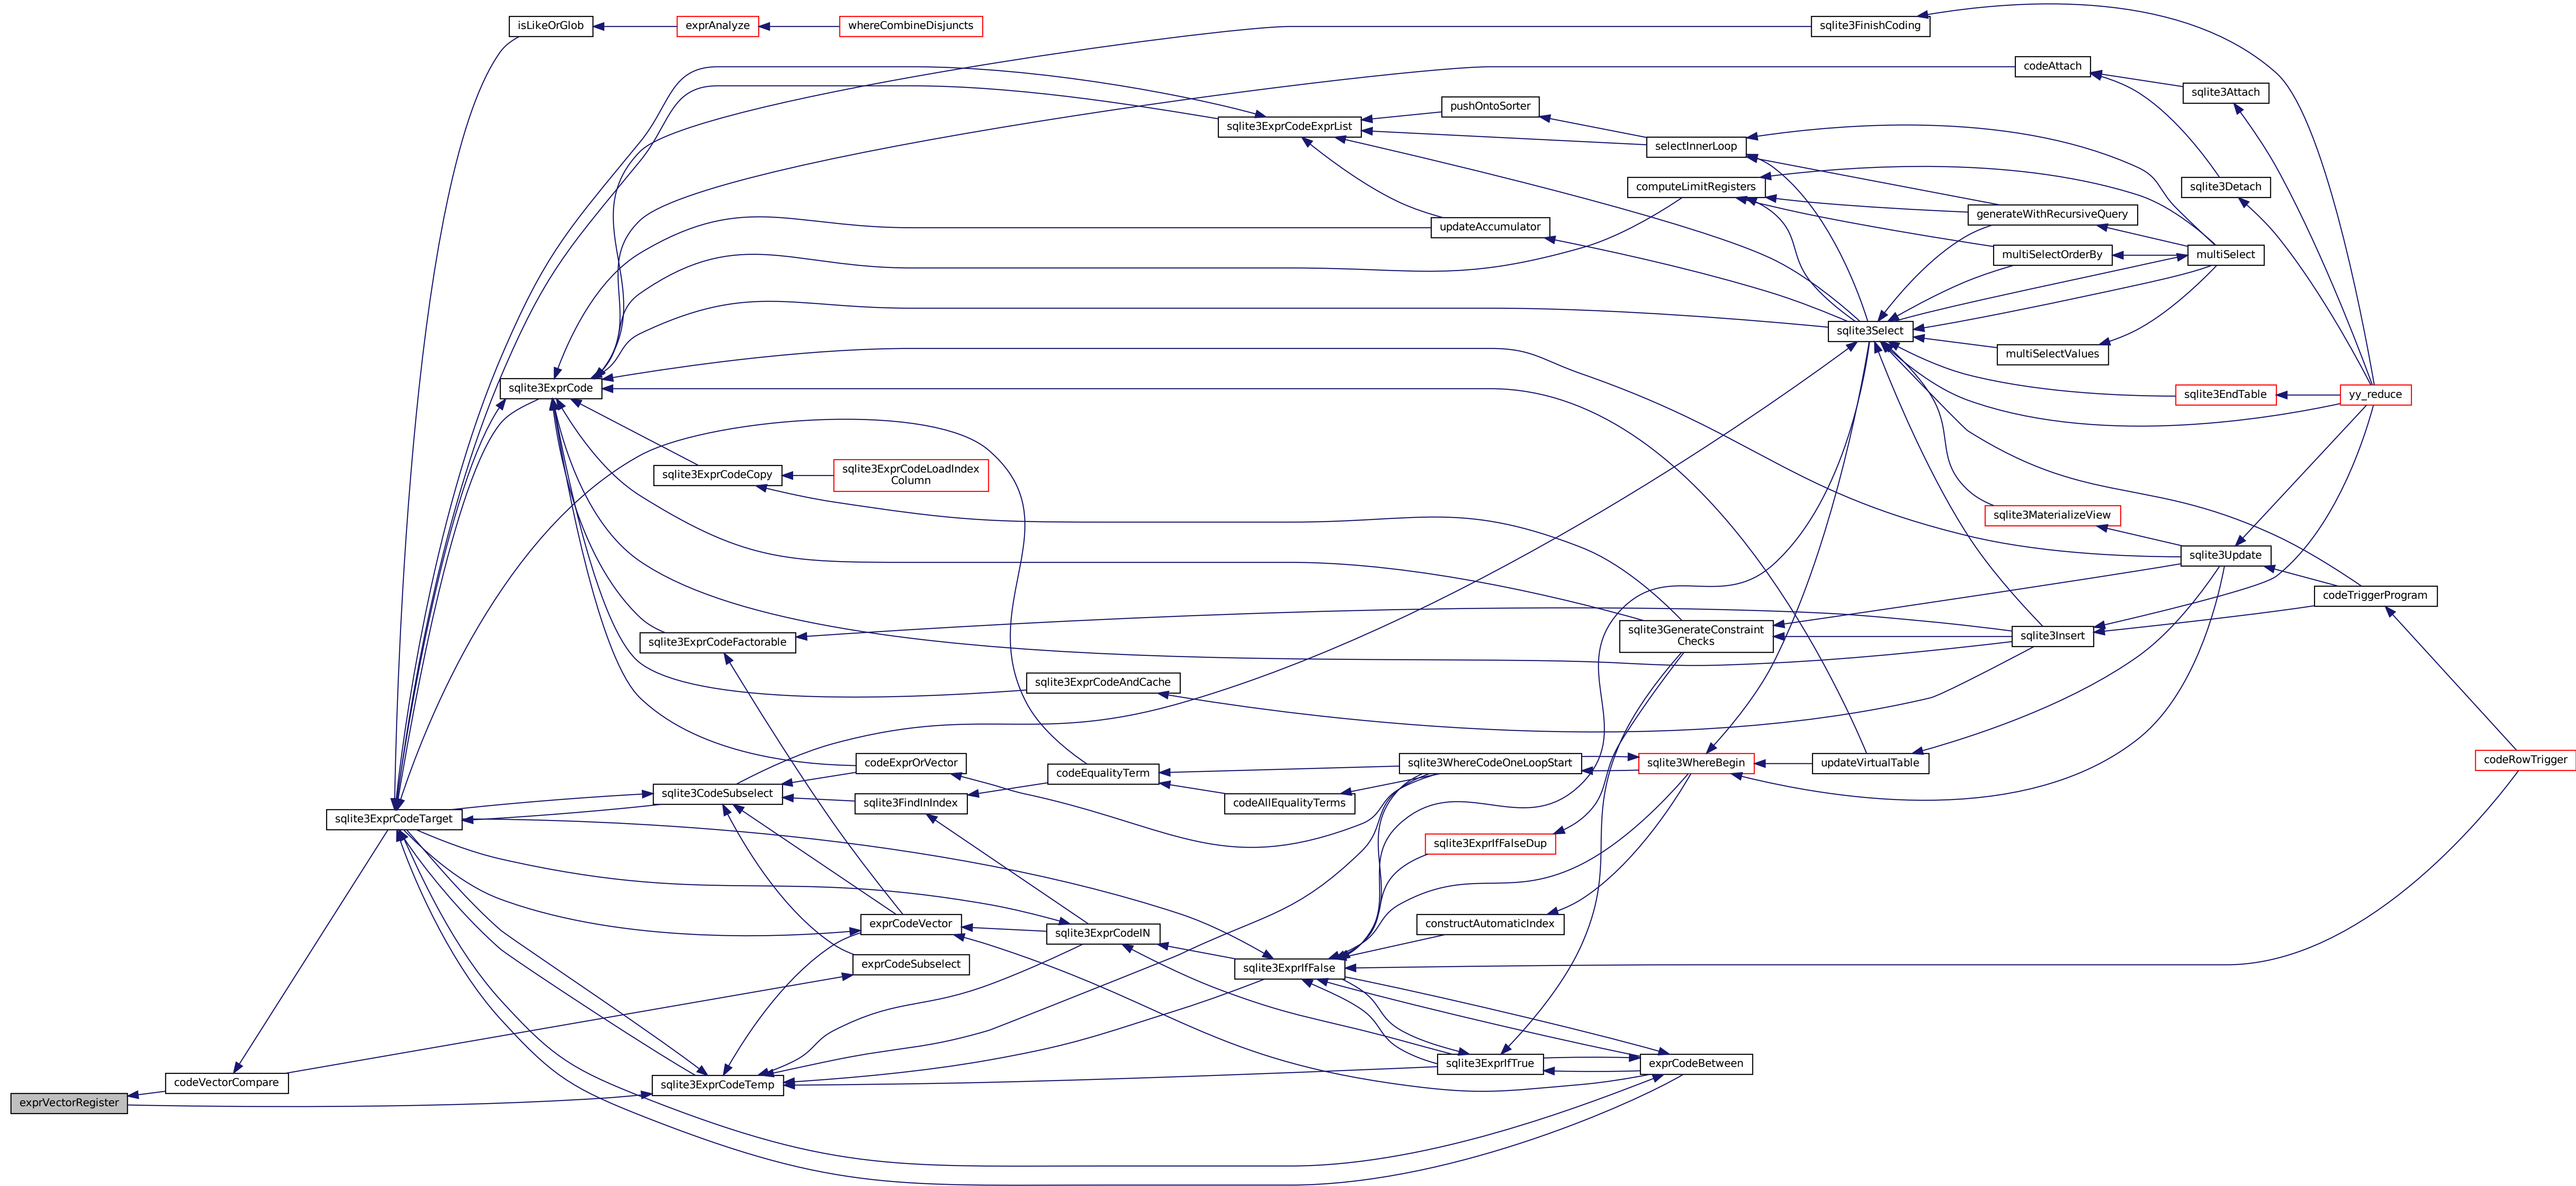 isLikeOrGlob
exprAnalyze
whereCombineDisjuncts
sqlite3FinishCoding
codeAttach
sqlite3Attach
pushOntoSorter
sqlite3ExprCodeExprList
selectInnerLoop
computeLimitRegisters
sqlite3Detach
generateWithRecursiveQuery
updateAccumulator
multiSelectOrderBy
multiSelect
sqlite3Select
multiSelectValues
sqlite3ExprCode
sqlite3EndTable
yy_reduce
sqlite3ExprCodeCopy
sqlite3ExprCodeLoadIndex
Column
sqlite3MaterializeView
sqlite3Update
codeTriggerProgram
sqlite3ExprCodeFactorable
sqlite3GenerateConstraint
Checks
sqlite3Insert
sqlite3ExprCodeAndCache
codeExprOrVector
codeEqualityTerm
sqlite3WhereCodeOneLoopStart
sqlite3WhereBegin
updateVirtualTable
codeRowTrigger
sqlite3CodeSubselect
sqlite3FindInIndex
codeAllEqualityTerms
sqlite3ExprCodeTarget
sqlite3ExprIfFalseDup
exprCodeVector
sqlite3ExprCodeIN
constructAutomaticIndex
exprCodeSubselect
sqlite3ExprIfFalse
sqlite3ExprIfTrue
exprCodeBetween
codeVectorCompare
sqlite3ExprCodeTemp
exprVectorRegister